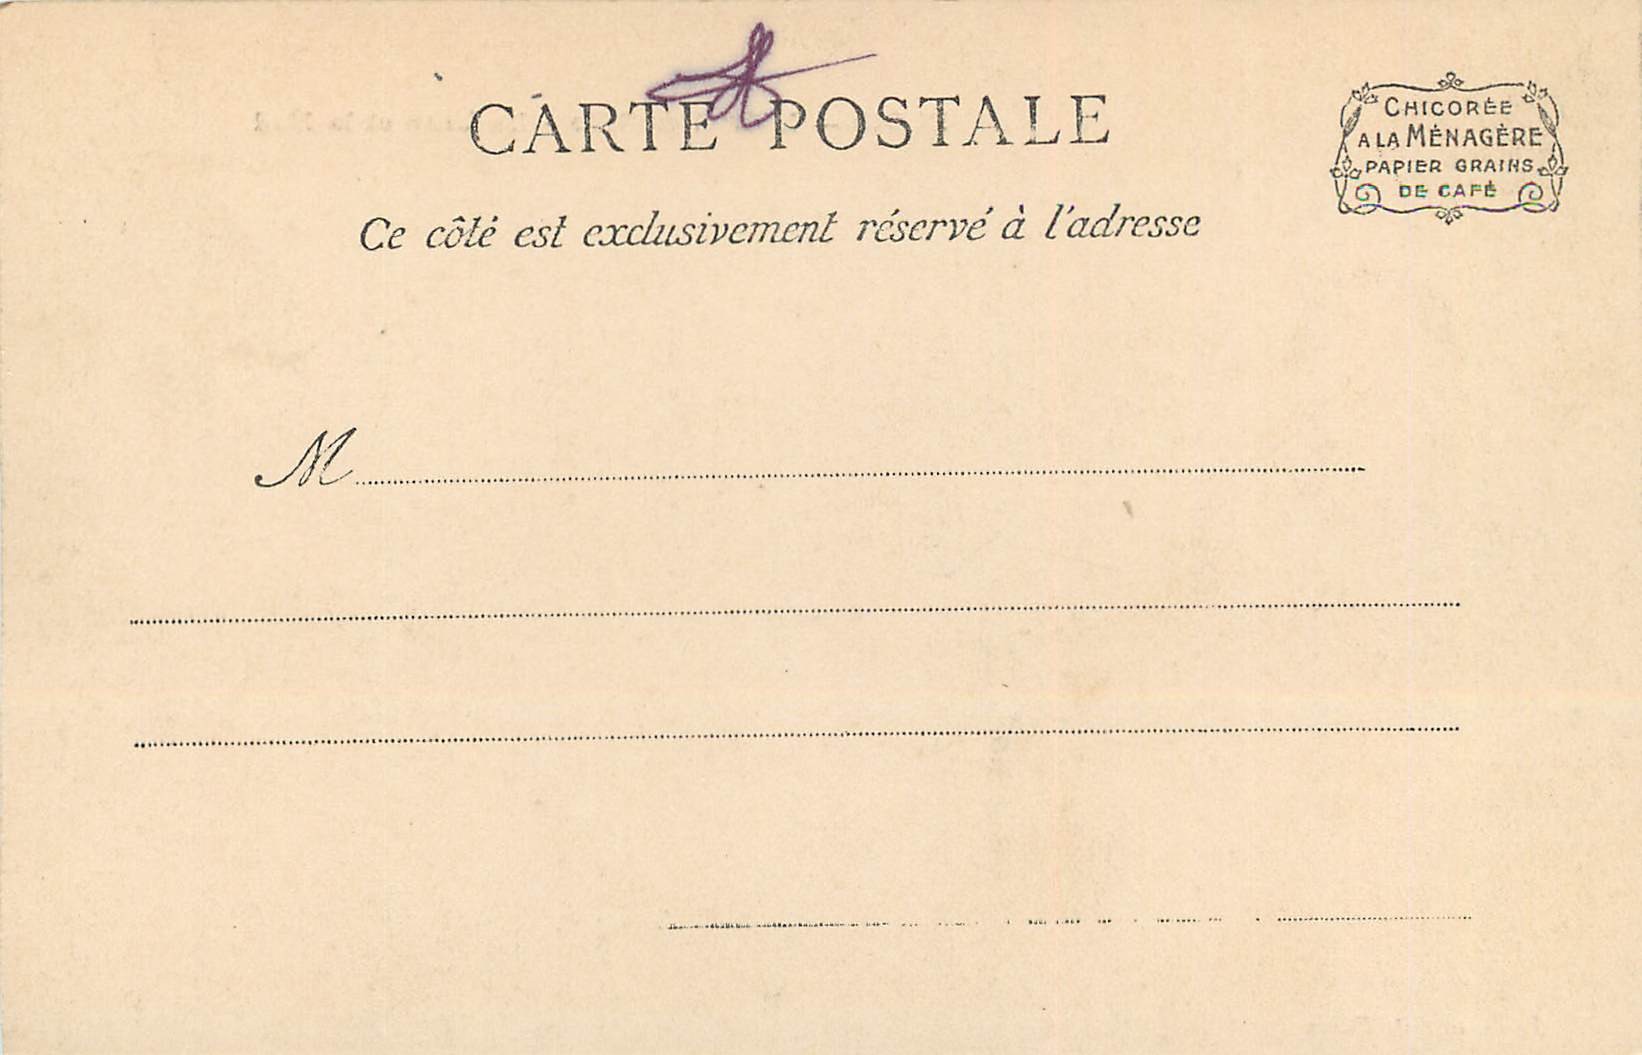 CARTE POSTALE
Ce côté est exclusivement réservé à l'adresse
CHICORÉE
A LA MÉNAGÈRE
PAPIER GRAINS
DE CAFÉ
M